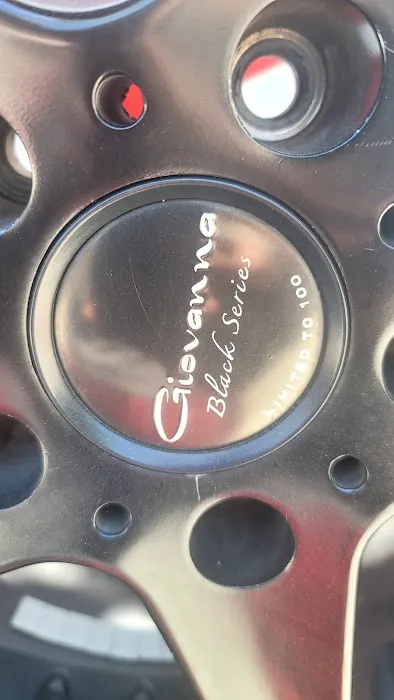 Giovanna
Black Series
LIMITED TO 100